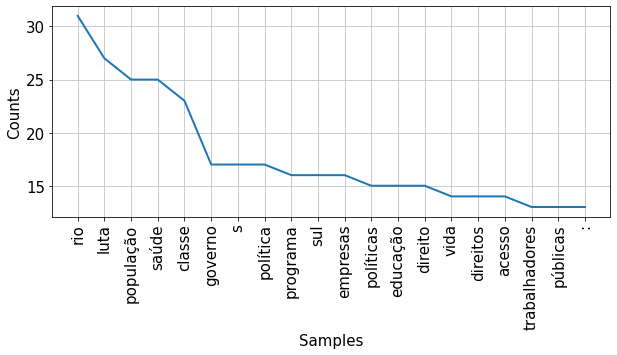 30
25
20
15
Counts
rio
luta
população
saúde
classe
governo
s
política
programa
sul
empresas
políticas
educação
direito
vida
direitos
acesso
trabalhadores
públicas
:
Samples